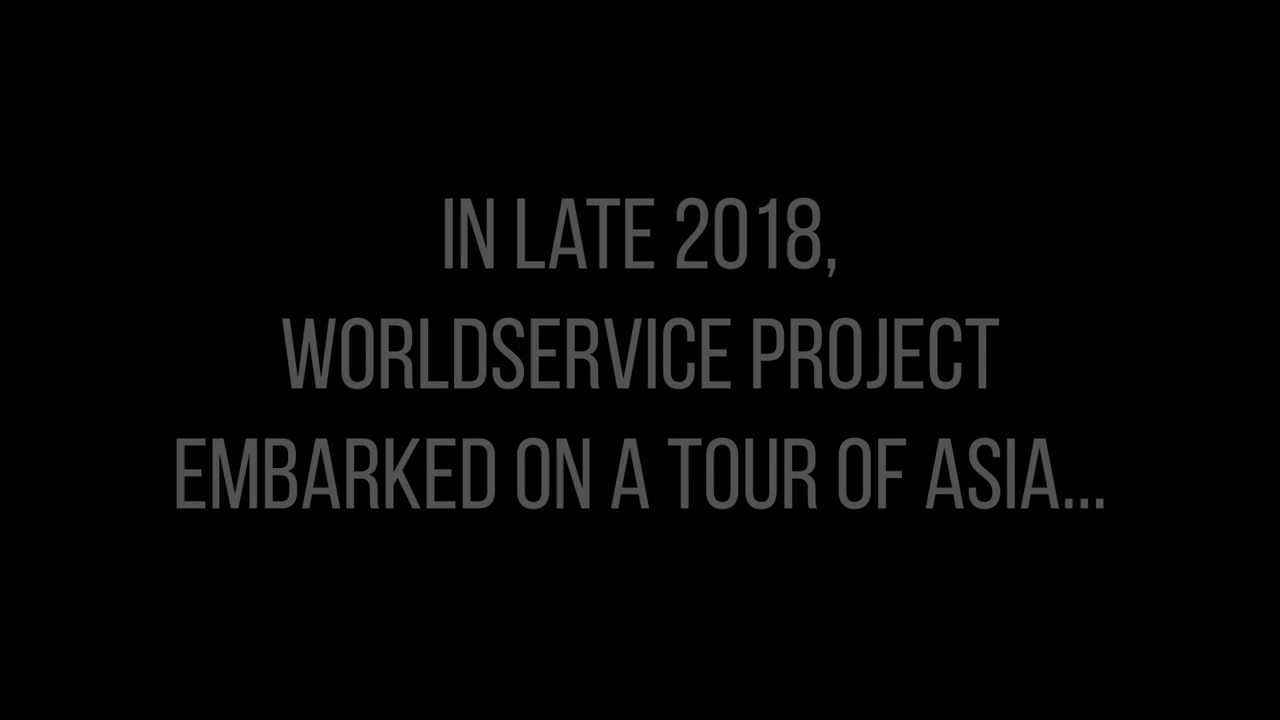 IN LATE 2018,
WORLDSERVICE PROJECT
EMBARKED ON A TOUR OF ASIA...